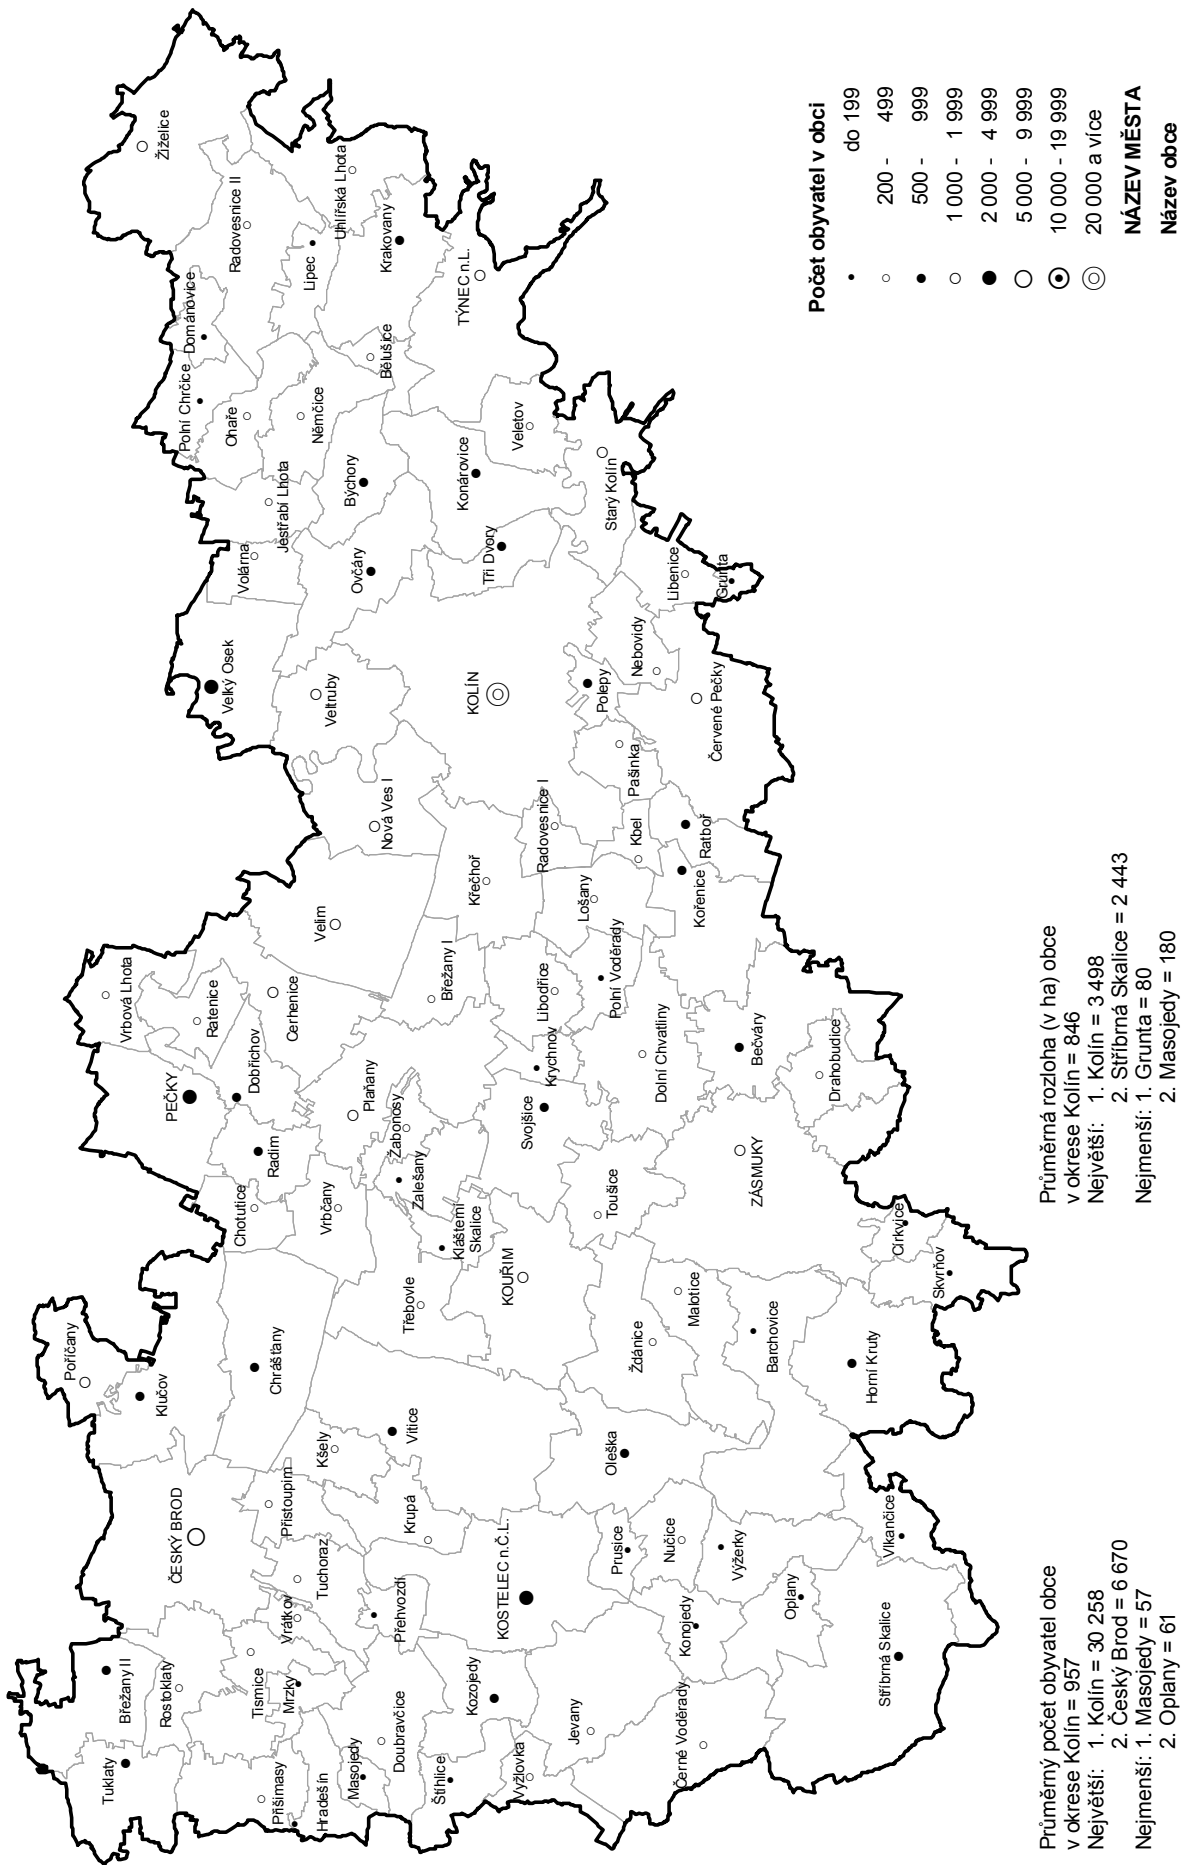 Žiželice
Radovesnice II
Uhlířská Lhota
Lipec
Krakovany
Dománovice
TÝNEC n.L.
Polní Chrčice
Bělušice
Ohaře
Němčice
Veletov
Jestřabí Lhota
Býchory
Konárovice
Starý Kolín
Volárna
Ovčáry
Tři Dvory
Libenice
Grunta
Velký Osek
Veltruby
KOLÍN
Polepy
Nebovidy
Červené Pečky
Pašinka
Nová Ves I
Radovesnice I
Kbel
Ratboř
Křechoř
Lošany
Kořenice
Velim
Břežany I
Libodřice
Polní Voděrady
Vrbová Lhota
Ratenice
Cerhenice
Krychnov
Dolní Chvatliny
Bečváry
Drahobudice
PEČKY
Dobřichov
Plaňany
Žabonosy
Svojšice
Radim
Zalešany
Toušice
ZÁSMUKY
Chotutice
Vrbčany
Klášterní
Skalice
KOUŘIM
Církvice
Skvrňov
Třebovle
Malotice
Ždánice
Barchovice
Horní Kruty
Poříčany
Klučov
Chrášťany
Kšely
Vitice
Oleška
ČESKÝ BROD
Přistoupim
Krupá
Tuchoraz
Vrátkov
Přehvozdí
KOSTELEC n.Č.L.
Prusice
Nučice
Výžerky
Vlkančice
Oplany
Konojedy
Stříbrná Skalice
Břežany II
Rostoklaty
Tismice
Mrzky
Kozojedy
Jevany
Černé Voděrady
Doubravčice
Tuklaty
Přišimasy
Hradešín
Masojedy
Štíhlice
Vyžlovka
Počet obyvatel v obci
do 199
200 - 499
500 - 999
1 000 - 1 999
2 000 - 4 999
5 000 - 9 999
10 000 - 19 999
20 000 a více
NÁZEV MĚSTA
Název obce
Průměrný počet obyvatel obce
v okrese Kolín = 957
Největší: 1. Kolín = 30 258
2. Český Brod = 6 670
Nejmenší: 1. Masojedy = 57
2. Oplany = 61
Průměrná rozloha (v ha) obce
v okrese Kolín = 846
Největší: 1. Kolín = 3 498
2. Stříbrná Skalice = 2 443
Nejmenší: 1. Grunta = 80
2. Masojedy = 180